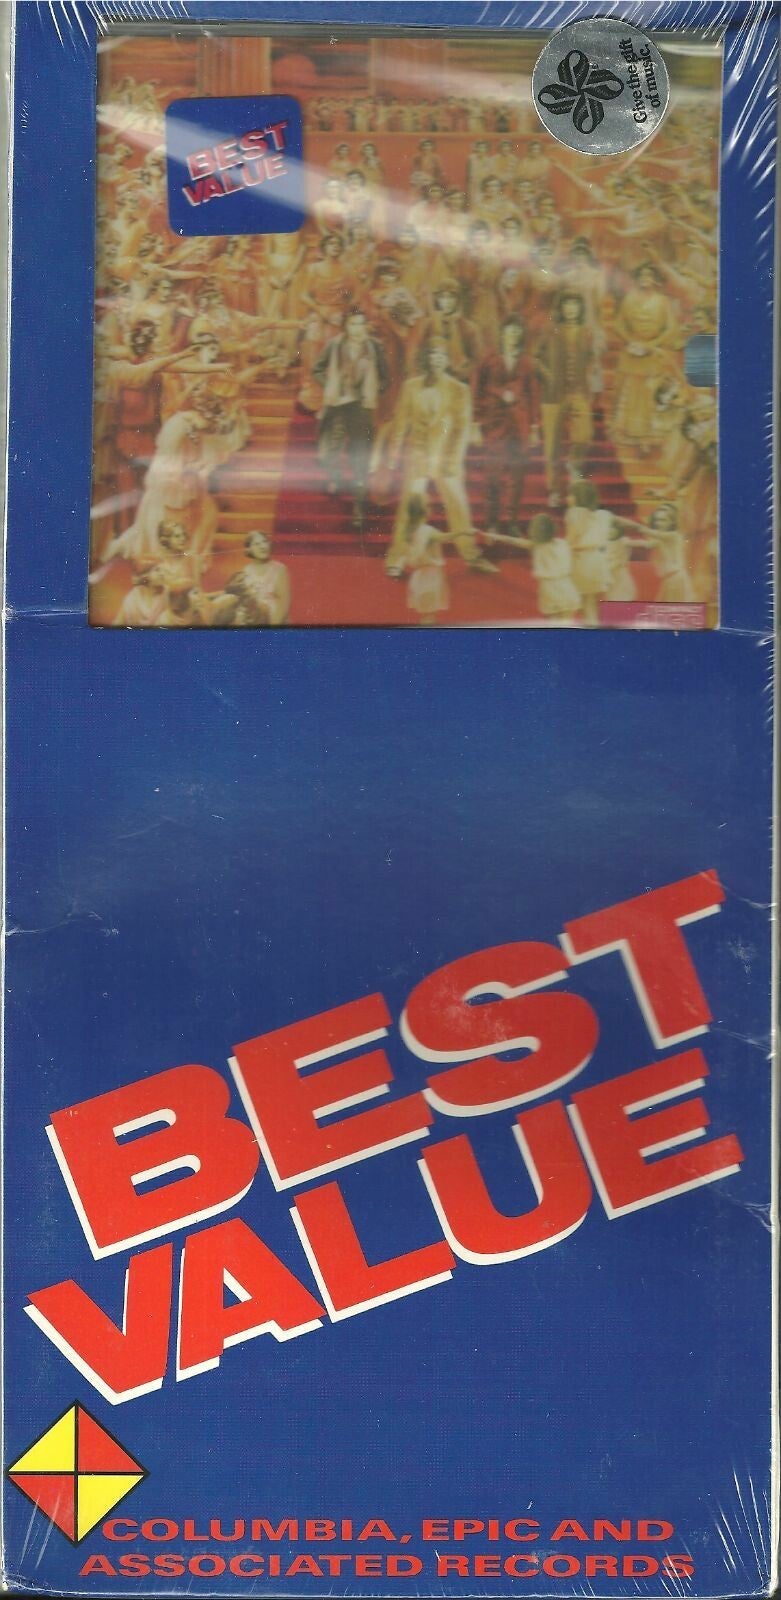 Give the gift
of music.
BEST
VALUE
BEST
VALUE
COLUMBIA, EPIC AND
ASSOCIATED RECORDS